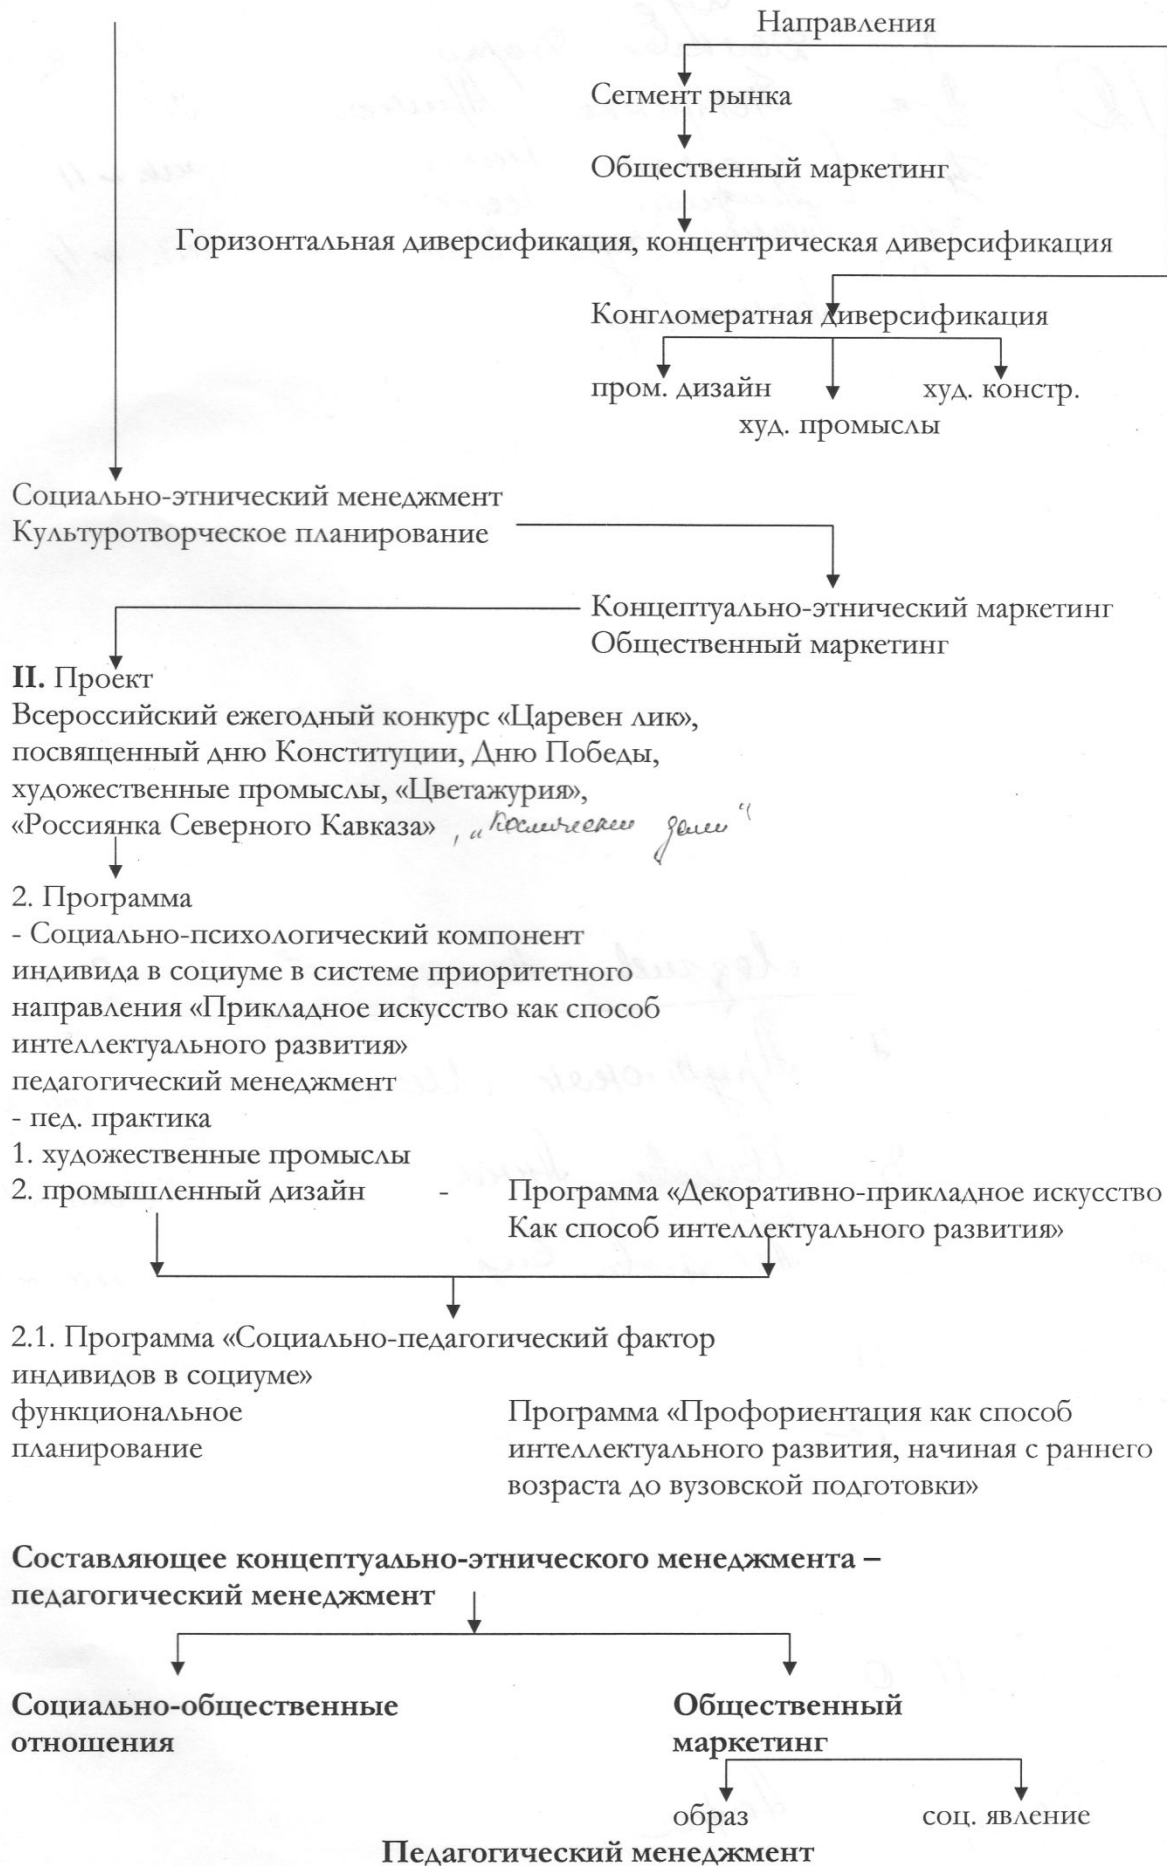 Направления
Сегмент рынка
Общественный маркетинг
Горизонтальная диверсификация, концентрическая диверсификация
Конгломератная диверсификация
пром. дизайн худ. констр.
худ. промыслы
Социально-этнический менеджмент
Культуротворческое планирование
Концептуально-этнический маркетинг
Общественный маркетинг
II. Проект
Всероссийский ежегодный конкурс «Царевен лик»,
посвященный дню Конституции, Дню Победы,
художественные промыслы, «Цветажурия»,
«Россиянка Северного Кавказа»
2. Программа
- Социально-психологический компонент
индивида в социуме в системе приоритетного
направления «Прикладное искусство как способ
интеллектуального развития»
педагогический менеджмент
- пед. практика
1. художественные промыслы
2. промышленный дизайн - Программа «Декоративно-прикладное искусство
Как способ интеллектуального развития»
2.1. Программа «Социально-педагогический фактор
индивидов в социуме»
функциональное
планирование
Программа «Профориентация как способ
интеллектуального развития, начиная с раннего
возраста до вузовской подготовки»
Составляющее концептуально-этнического менеджмента –
педагогический менеджмент
Социально-общественные
отношения
Общественный
маркетинг
образ соц. явление
Педагогический менеджмент